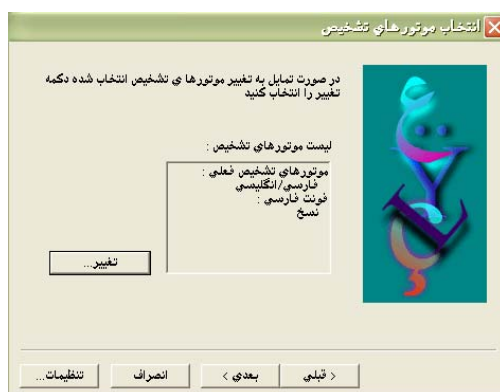 انتخاب موتورهاي تشخيص
در صورت تمايل به تغيير موتورها ي تشخيص انتخاب شده دكمه
تغيير را انتخاب كنيد
ليست موتورهاي تشخيص :
موتورهاي تشخيص فعلي :
فارسي/انگليسي
فونت فارسي :
نسخ
تغيير...
< قبلي
بعدي >
انصراف
تنظيمات...